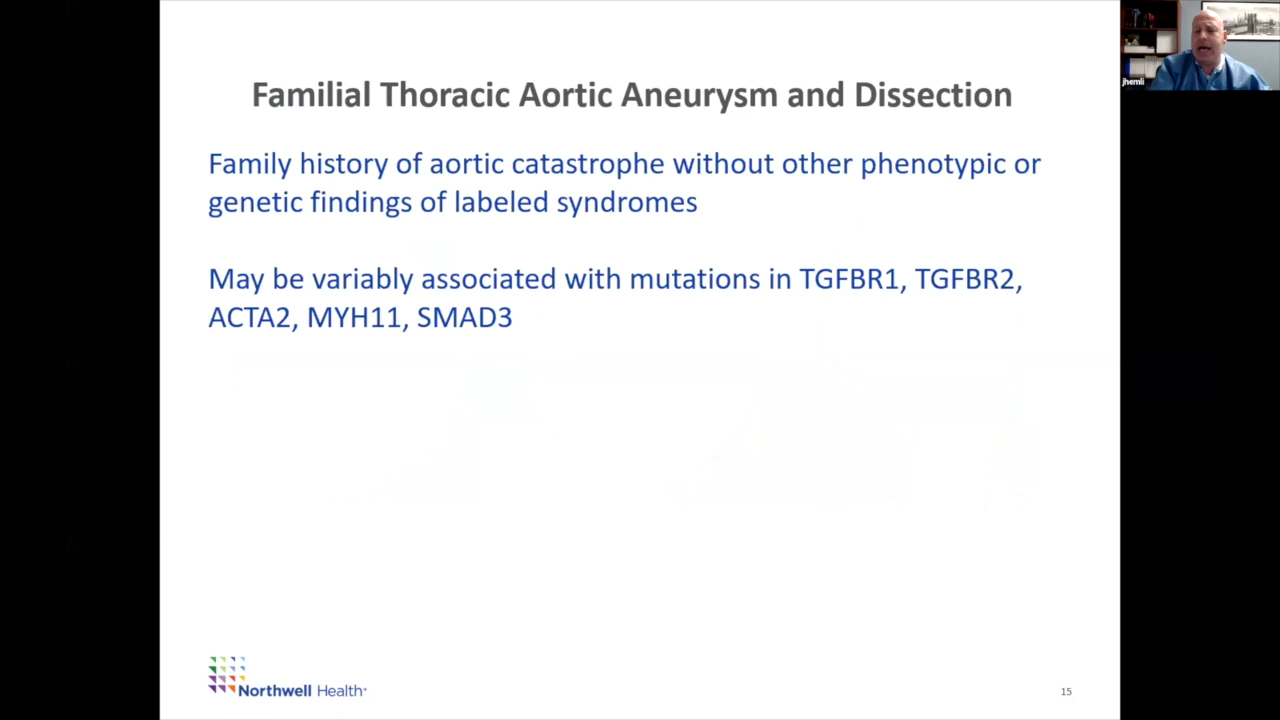 Familial Thoracic Aortic Aneurysm and Dissection
Family history of aortic catastrophe without other phenotypic or
genetic findings of labeled syndromes
May be variably associated with mutations in TGFBR1, TGFBR2,
ACTA2, MYH11, SMAD3
Northwell Health
15
jhemli